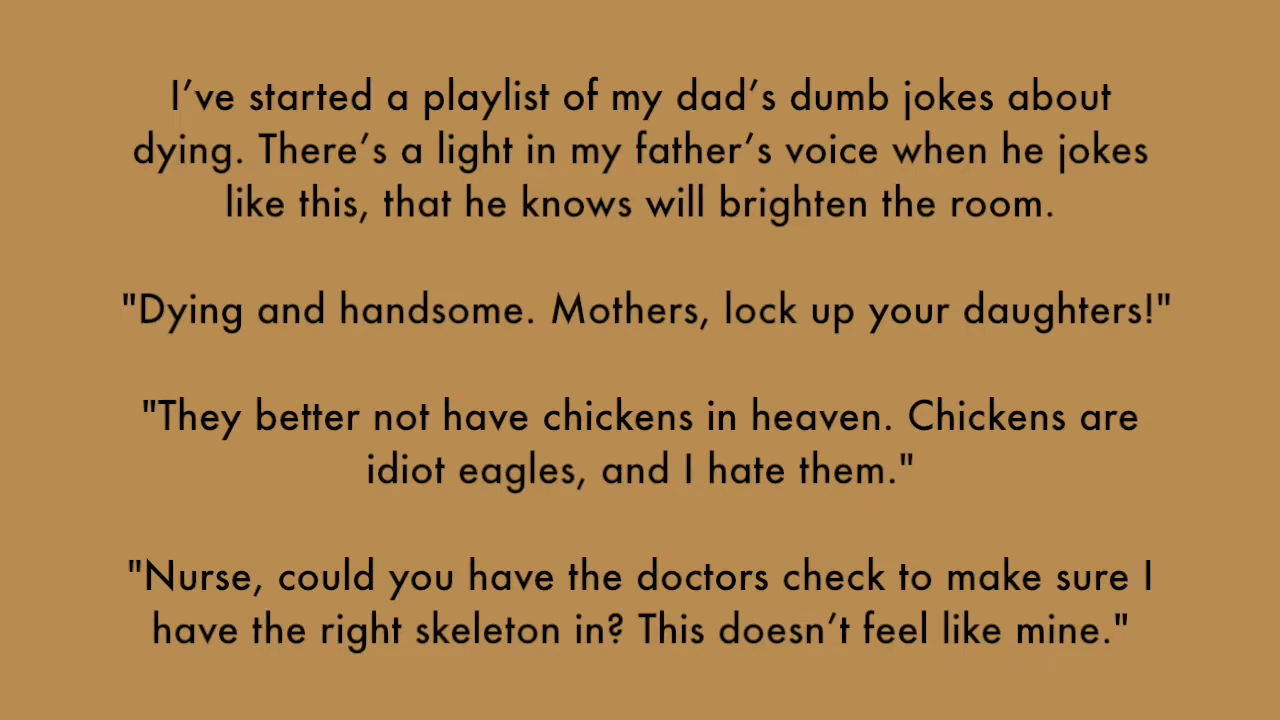 I’ve started a playlist of my dad’s dumb jokes about
dying. There’s a light in my father’s voice when he jokes
like this, that he knows will brighten the room.
"Dying and handsome. Mothers, lock up your daughters!"
"They better not have chickens in heaven. Chickens are
idiot eagles, and I hate them."
"Nurse, could you have the doctors check to make sure I
have the right skeleton in? This doesn’t feel like mine."